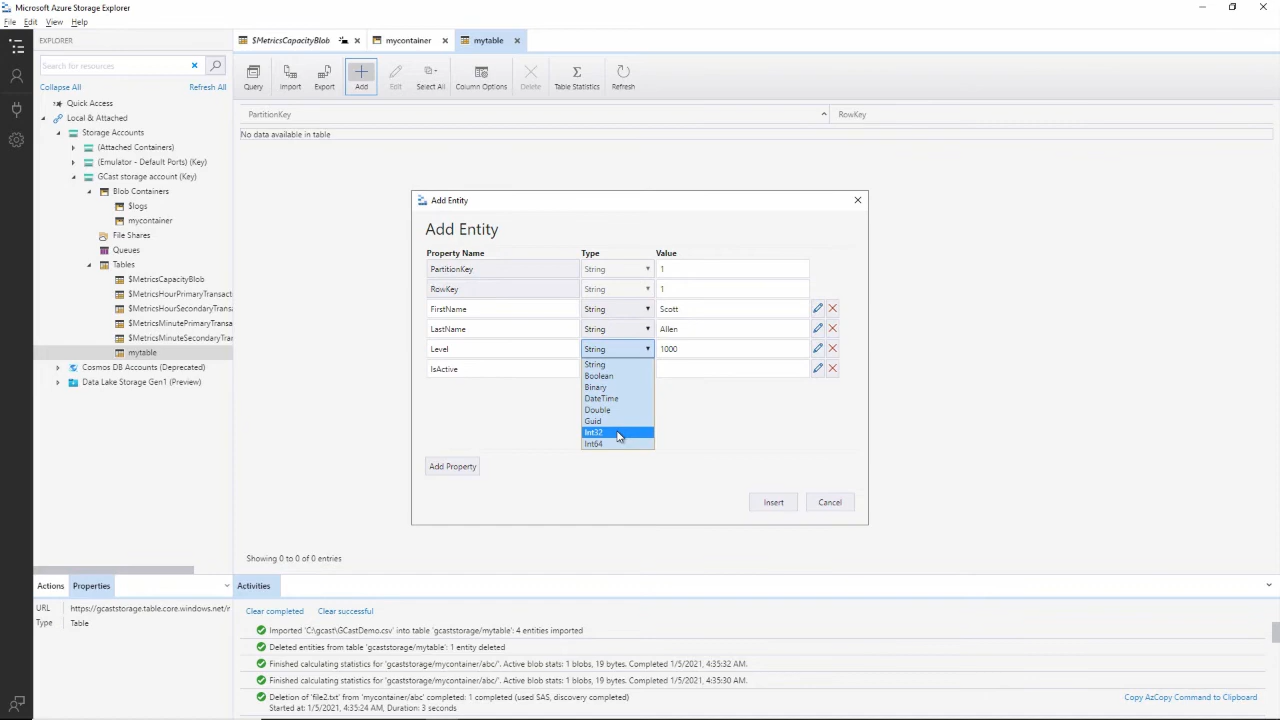 Microsoft Azure Storage Explorer
File Edit View Help
EXPLORER
Search for resources
Collapse All Refresh All
Quick Access
Local & Attached
Storage Accounts
(Attached Containers)
(Emulator - Default Ports) (Key)
GCast storage account (Key)
Blob Containers
$logs
mycontainer
File Shares
Queues
Tables
$MetricsCapacityBlob
$MetricsHourPrimaryTransact
$MetricsHourSecondaryTransa
$MetricsMinutePrimaryTransac
$MetricsMinuteSecondaryTran
mytable
Cosmos DB Accounts (Deprecated)
Data Lake Storage Gen1 (Preview)
$MetricsCapacityBlob mycontainer mytable
Query Import Export Add Edit Select All Column Options Delete Table Statistics Refresh
PartitionKey RowKey
No data available in table
Add Entity
Add Entity
Property Name Type Value
PartitionKey String 1
RowKey String 1
FirstName String Scott
LastName String Allen
Level String 1000
IsActive
String
Boolean
Binary
DateTime
Double
Guid
Int32
Int64
Add Property
Insert Cancel
Showing 0 to 0 of 0 entries
Actions Properties
URL https://gcaststorage.table.core.windows.net/
Type Table
Activities
Clear completed Clear successful
Imported 'C:\gcast\GCastDemo.csv' into table 'gcaststorage/mytable': 4 entities imported
Deleted entities from table 'gcaststorage/mytable': 1 entity deleted
Finished calculating statistics for 'gcaststorage/mycontainer/abc/'. Active blob stats: 1 blobs, 19 bytes. Completed 1/5/2021, 4:35:32 AM.
Finished calculating statistics for 'gcaststorage/mycontainer/abc/'. Active blob stats: 1 blobs, 19 bytes. Completed 1/5/2021, 4:35:30 AM.
Deletion of 'file2.txt' from 'mycontainer/abc' completed: 1 completed (used SAS, discovery completed) Copy AzCopy Command to Clipboard
Started at: 1/5/2021, 4:35:24 AM, Duration: 3 seconds